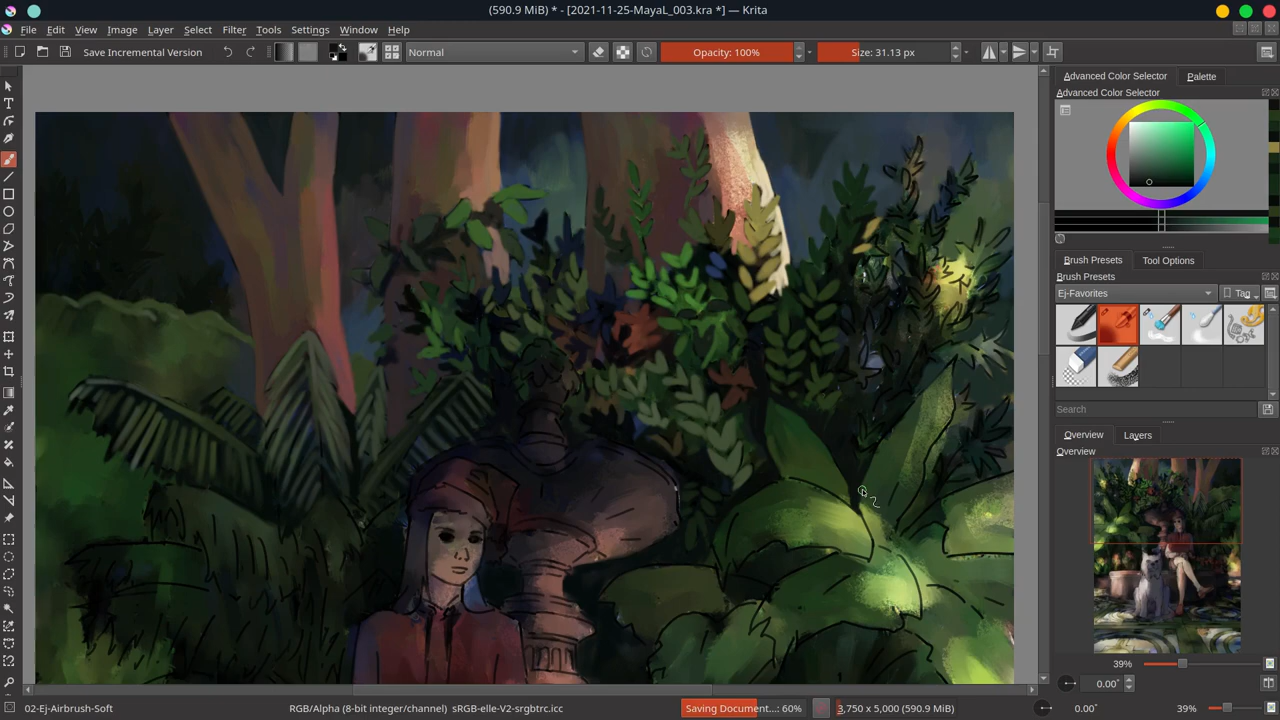 (590.9 MiB) * - [2021-11-25-MayaL_003.kra *] — Krita
File Edit View Image Layer Select Filter Tools Settings Window Help
Save Incremental Version Normal Opacity: 100% Size: 31.13 px
Advanced Color Selector Palette
Advanced Color Selector
Brush Presets Tool Options
Brush Presets
Ej-Favorites Tag
Search
Overview Layers
Overview
39%
0.00°
02-Ej-Airbrush-Soft RGB/Alpha (8-bit integer/channel) sRGB-elle-V2-srgbtrc.icc Saving Document...: 60% 3,750 x 5,000 (590.9 MiB) 0.00° 39%